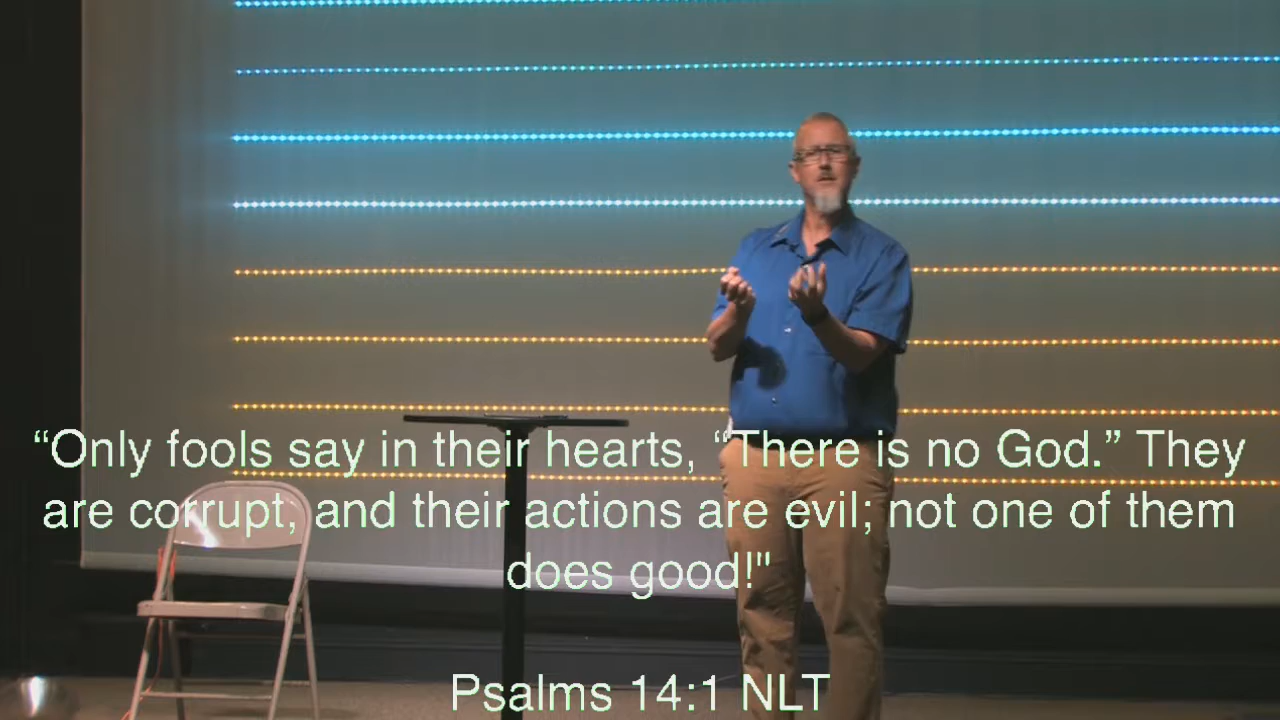 “Only fools say in their hearts, “There is no God.” They
are corrupt, and their actions are evil; not one of them
does good!"
Psalms 14:1 NLT